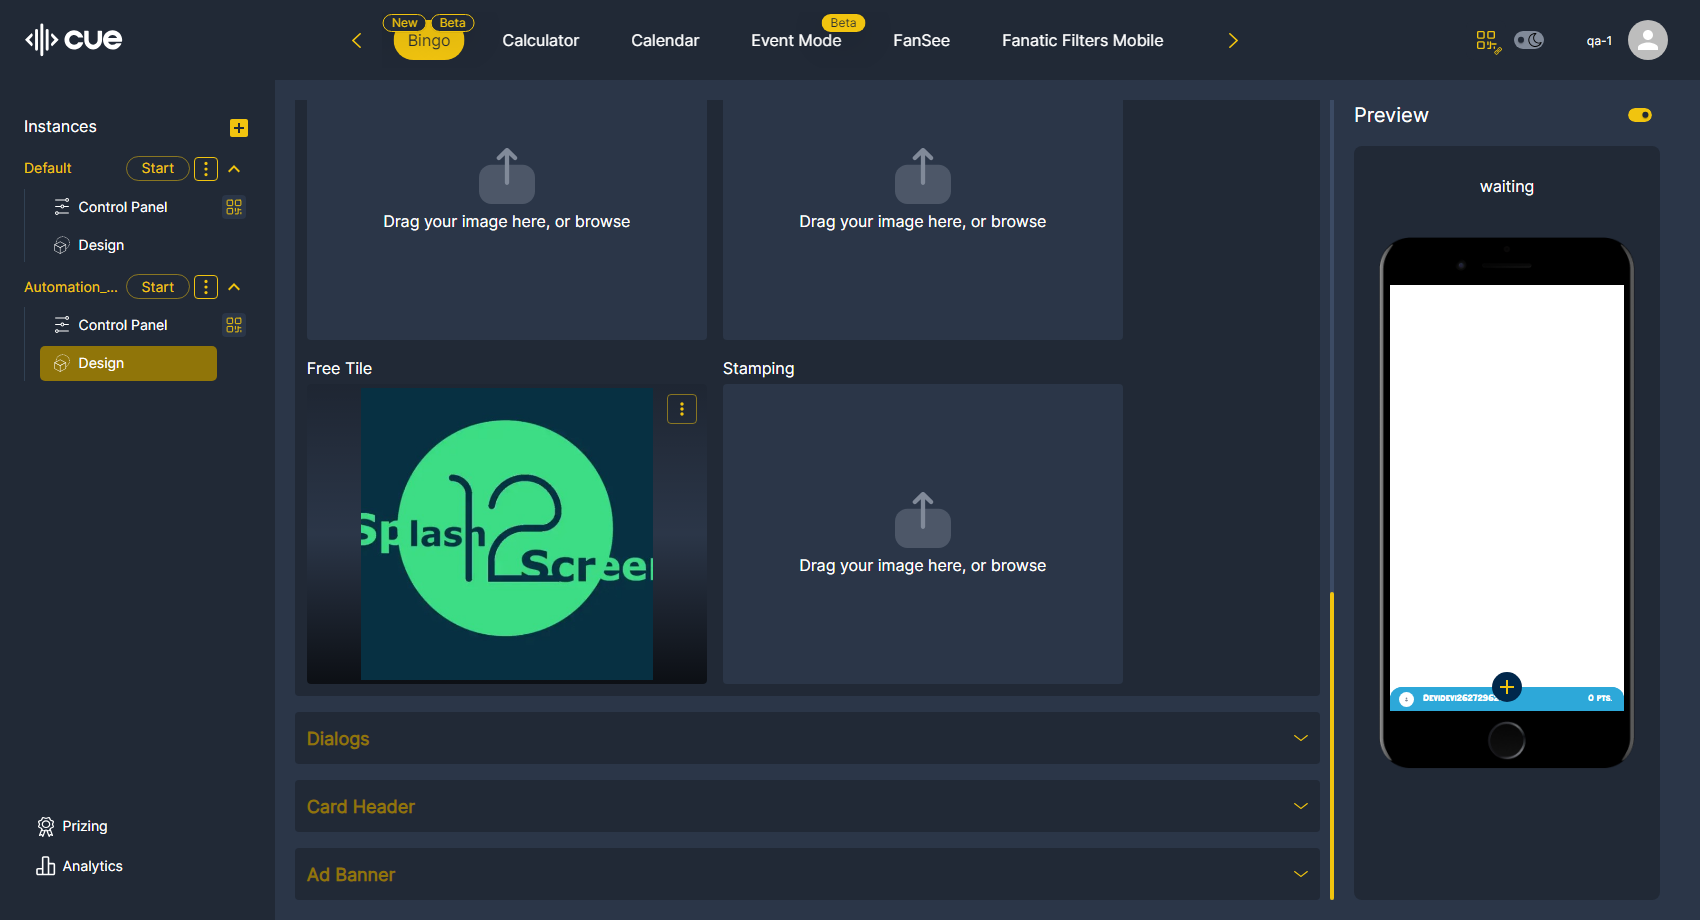 cue
New
Beta
Bingo
Calculator
Calendar
Event Mode
Beta
FanSee
Fanatic Filters Mobile
qa-1
Instances
Default
Start
Control Panel
Design
Automation_...
Start
Control Panel
Design
Prizing
Analytics
Drag your image here, or browse
Drag your image here, or browse
Free Tile
Stamping
Splash
12
Screen
Drag your image here, or browse
Dialogs
Card Header
Ad Banner
Preview
waiting
0 PTS.